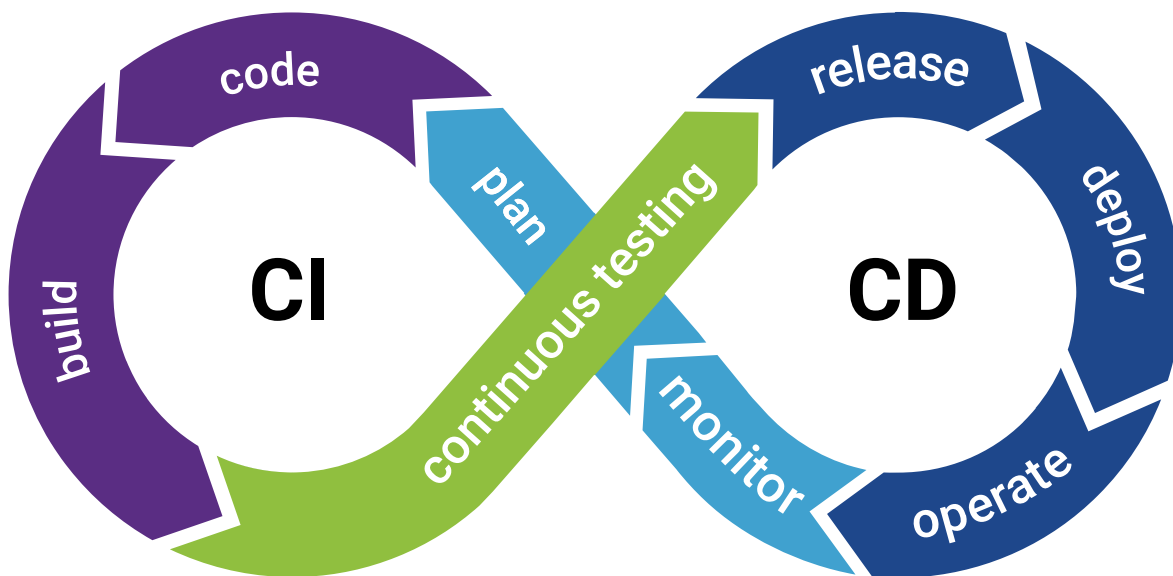 code
build
CI
plan
continuous testing
release
deploy
CD
operate
monitor